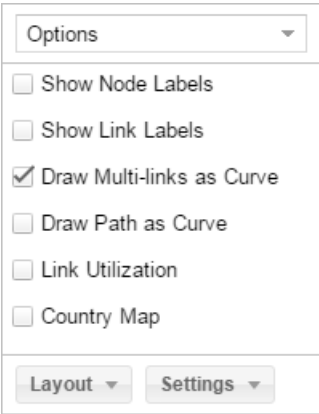 Options
Show Node Labels
Show Link Labels
Draw Multi-links as Curve
Draw Path as Curve
Link Utilization
Country Map
Layout Settings